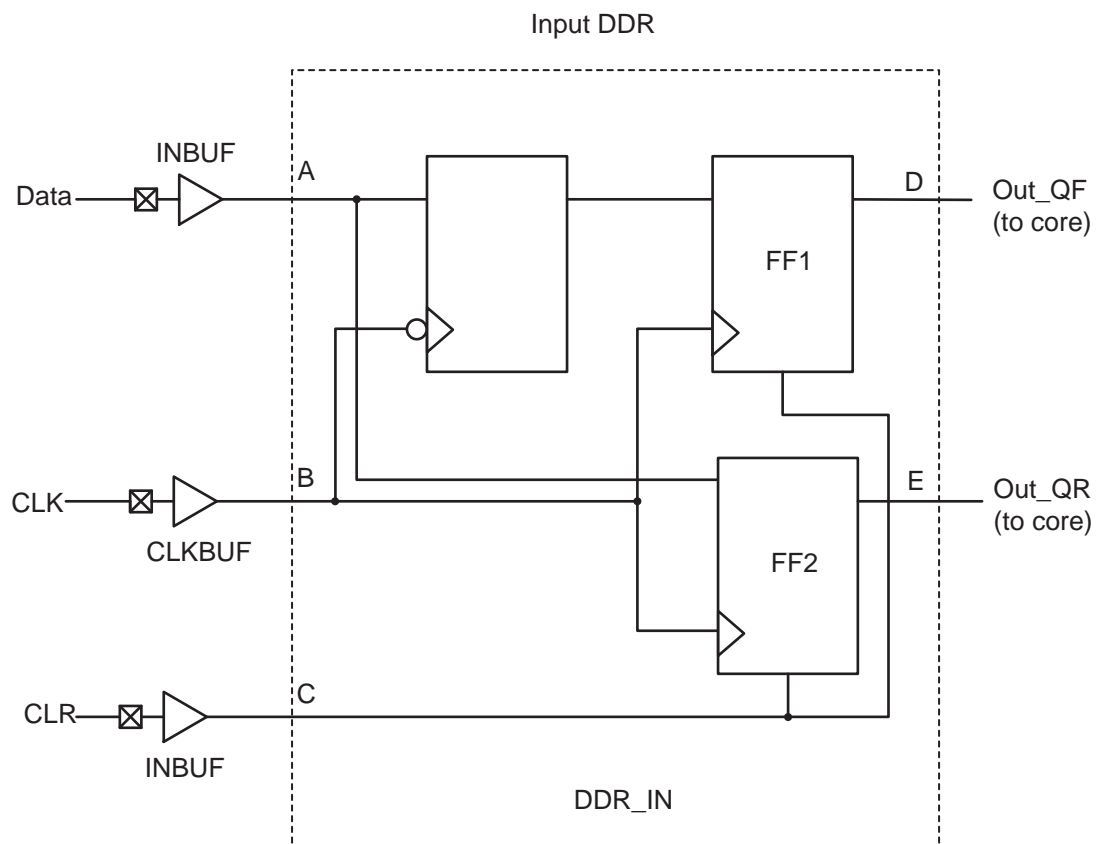 Input DDR
INBUF
A
Data
D
Out_QF
(to core)
FF1
B
E
CLK
Out_QR
(to core)
CLKBUF
FF2
C
CLR
INBUF
DDR_IN